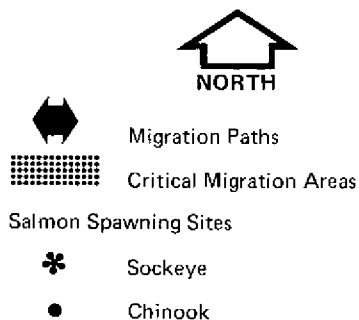 NORTH
Migration Paths
Critical Migration Areas
Salmon Spawning Sites
Sockeye
Chinook